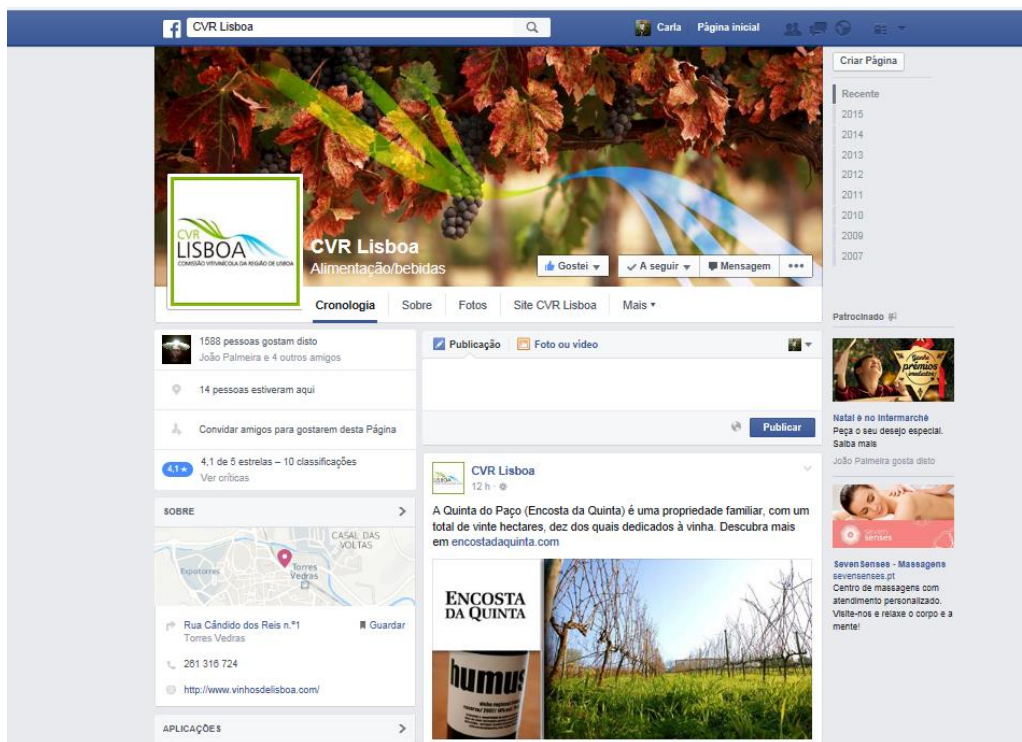 CVR Lisboa
Carla
Página inicial
Criar Página
Recente
2015
2014
2013
2012
2011
2010
2009
2007
CVR
LISBOA
COMISSÃO VITIVINÍCOLA DA REGIÃO DE LISBOA
CVR Lisboa
Alimentação/bebidas
Gostei
A seguir
Mensagem
Cronologia
Sobre
Fotos
Site CVR Lisboa
Mais
1588 pessoas gostam disto
João Palmeira e 4 outros amigos
14 pessoas estiveram aqui
Convidar amigos para gostarem desta Página
4,1 ★
4,1 de 5 estrelas – 10 classificações
Ver críticas
SOBRE
CASAL DAS
VOLTAS
Expotorres
Torres
Vedras
Rua Cândido dos Reis n.º1
Guardar
Torres Vedras
261 316 724
http://www.vinhosdelisboa.com/
APLICAÇÕES
Publicação
Foto ou vídeo
Publicar
LISBOA
CVR Lisboa
12 h ·
A Quinta do Paço (Encosta da Quinta) é uma propriedade familiar, com um
total de vinte hectares, dez dos quais dedicados à vinha. Descubra mais
em encostadaquinta.com
ENCOSTA
DA QUINTA
humus
Patrocinado
Ganhe
prémios
imediatos
Natal é no Intermarché
Peça o seu desejo especial.
Saiba mais
João Palmeira gosta disto
seven
senses
SevenSenses - Massagens
sevensenses.pt
Centro de massagens com
atendimento personalizado.
Visite-nos e relaxe o corpo e a
mente!